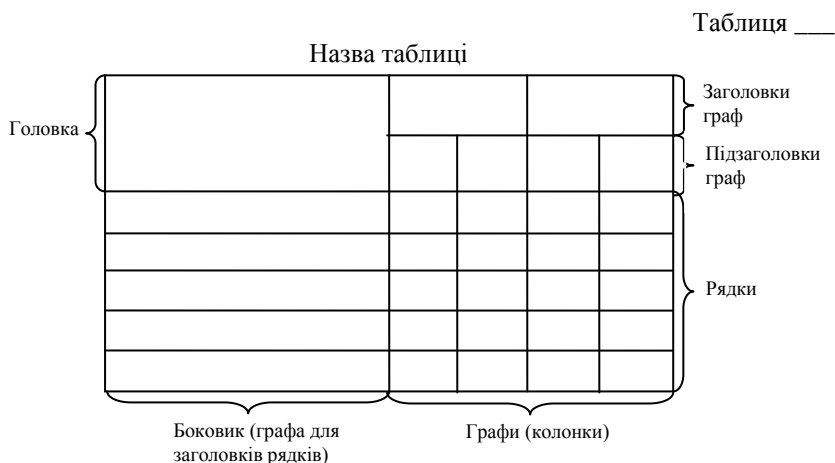 Таблиця ___
Назва таблиці
Головка
Заголовки
граф
Підзаголовки
граф
Рядки
Боковик (графа для
заголовків рядків)
Графи (колонки)